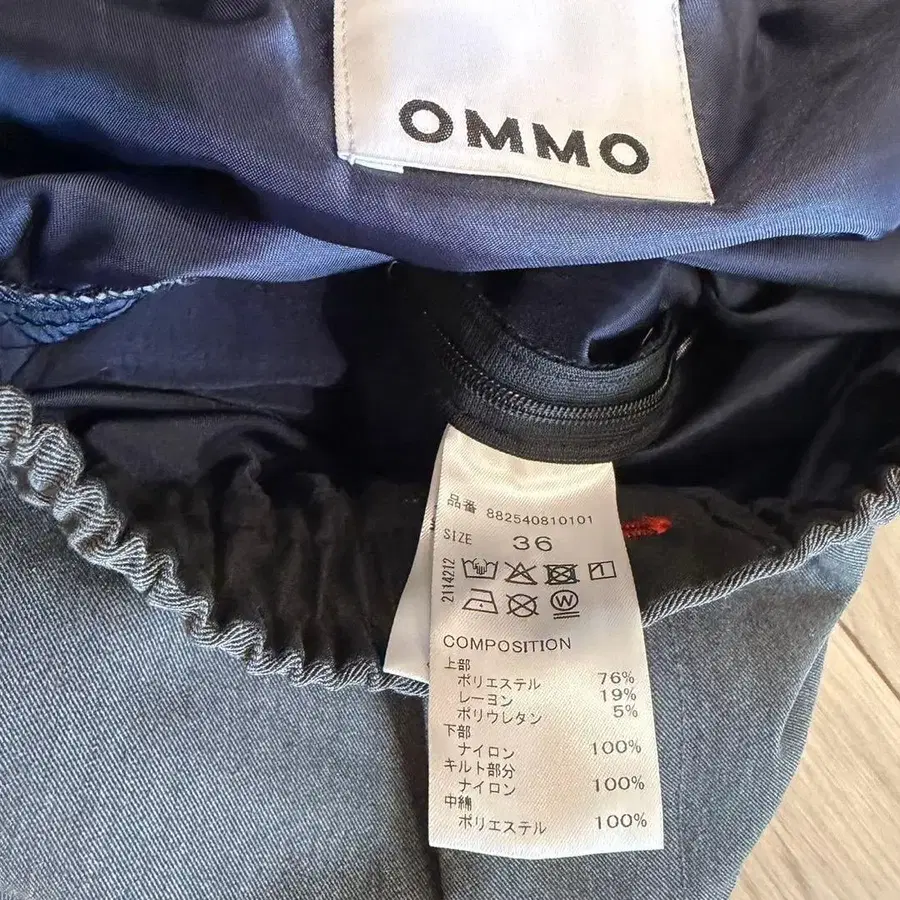 OMMO
品番 882540810101
SIZE 36
2114212
W
COMPOSITION
上部
ポリエステル 76%
レーヨン 19%
ポリウレタン 5%
下部
ナイロン 100%
キルト部分
ナイロン 100%
中綿
ポリエステル 100%